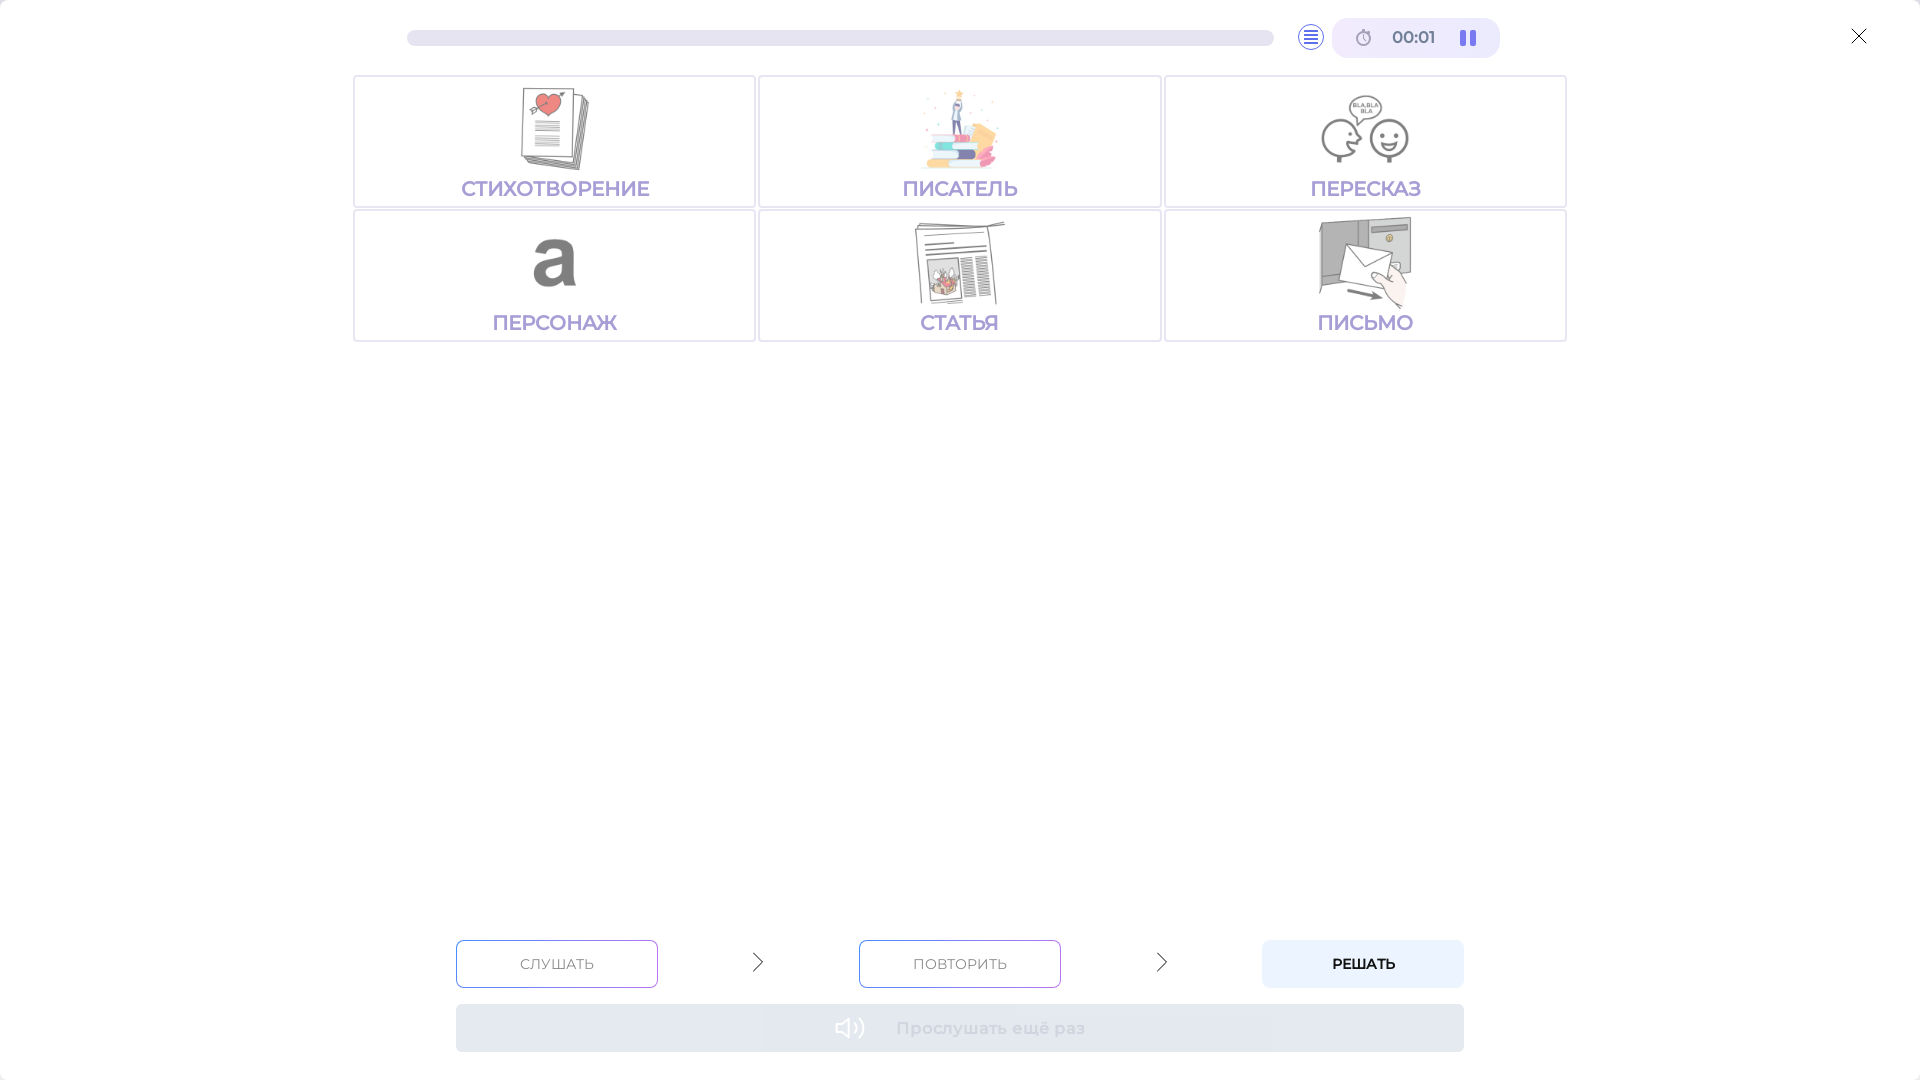 00:01
BLA,BLA
BLA
СТИХОТВОРЕНИЕ
ПИСАТЕЛЬ
ПЕРЕСКАЗ
а
ПЕРСОНАЖ
СТАТЬЯ
ПИСЬМО
СЛУШАТЬ
ПОВТОРИТЬ
РЕШАТЬ
Прослушать ещё раз